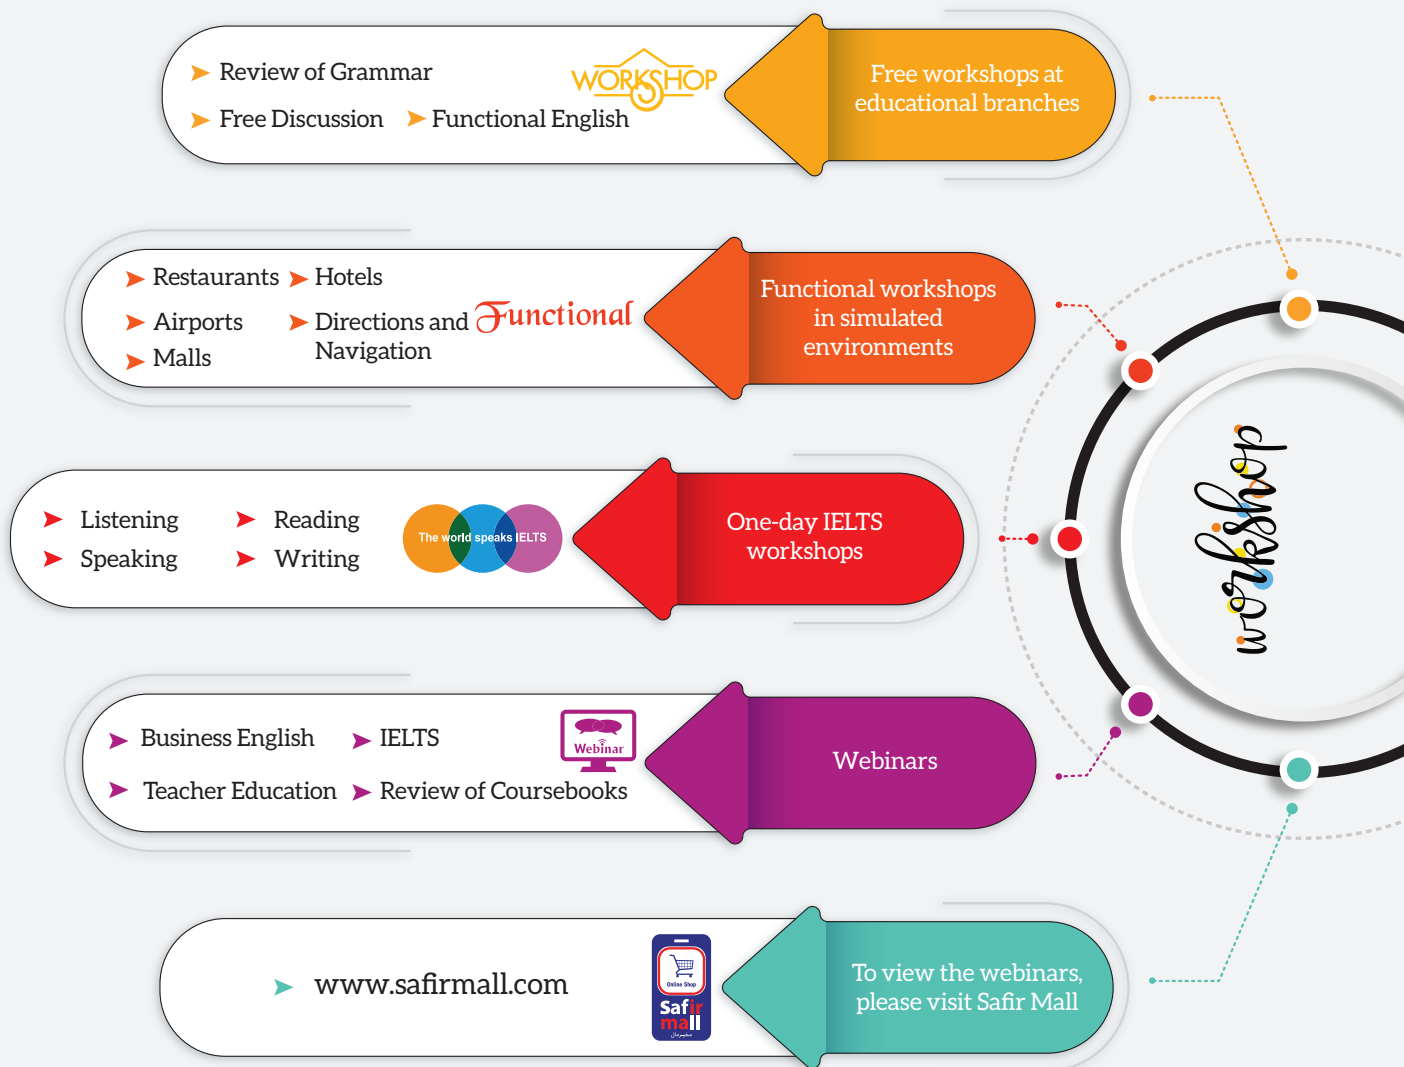 Review of Grammar
Free Discussion
Functional English
WORKSHOP
Free workshops at
educational branches
Restaurants
Hotels
Airports
Directions and
Navigation
Malls
Functional
Functional workshops
in simulated
environments
Listening
Reading
Speaking
Writing
The world speaks IELTS
One-day IELTS
workshops
Business English
IELTS
Teacher Education
Review of Coursebooks
Webinar
Webinars
www.safirmall.com
Online Shop
Safir
mall
سفیرمال
To view the webinars,
please visit Safir Mall
workshop